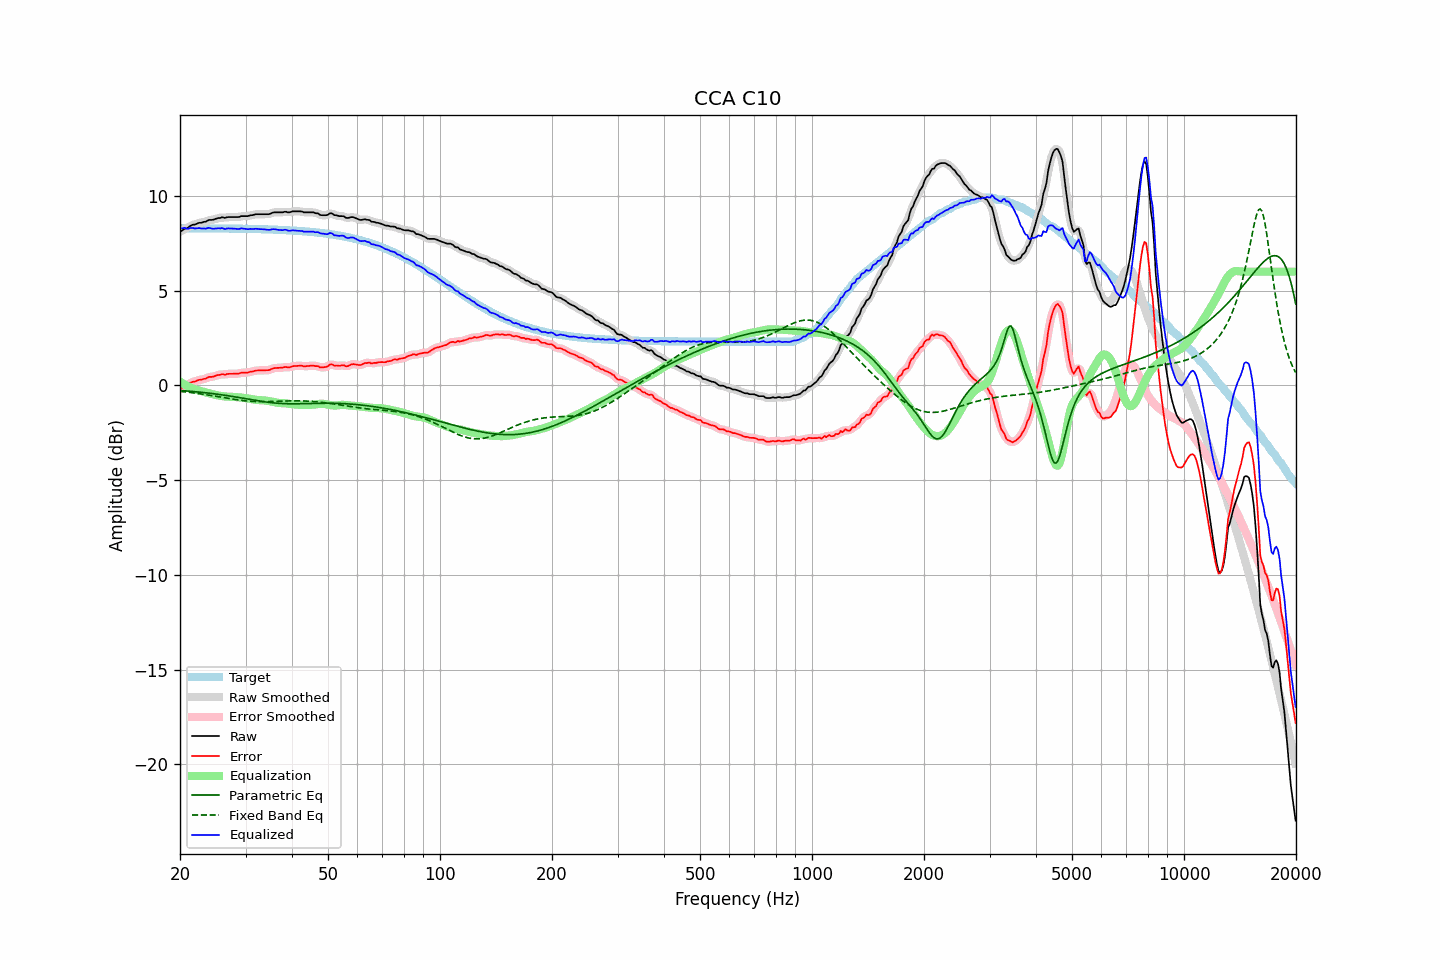 CCA C10
Amplitude (dBr)
10
5
0
−5
−10
−15
−20
Target
Raw Smoothed
Error Smoothed
Raw
Error
Equalization
Parametric Eq
Fixed Band Eq
Equalized
20 50 100 200 500 1000 2000 5000 10000 20000
Frequency (Hz)